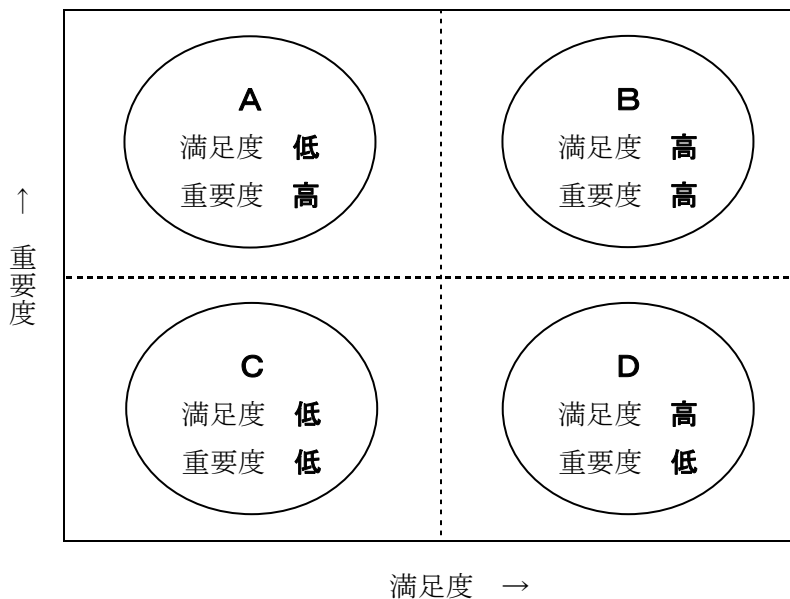 A
満足度 低
重要度 高
B
満足度 高
重要度 高
↑ 重要度
C
満足度 低
重要度 低
D
満足度 高
重要度 低
満足度 →